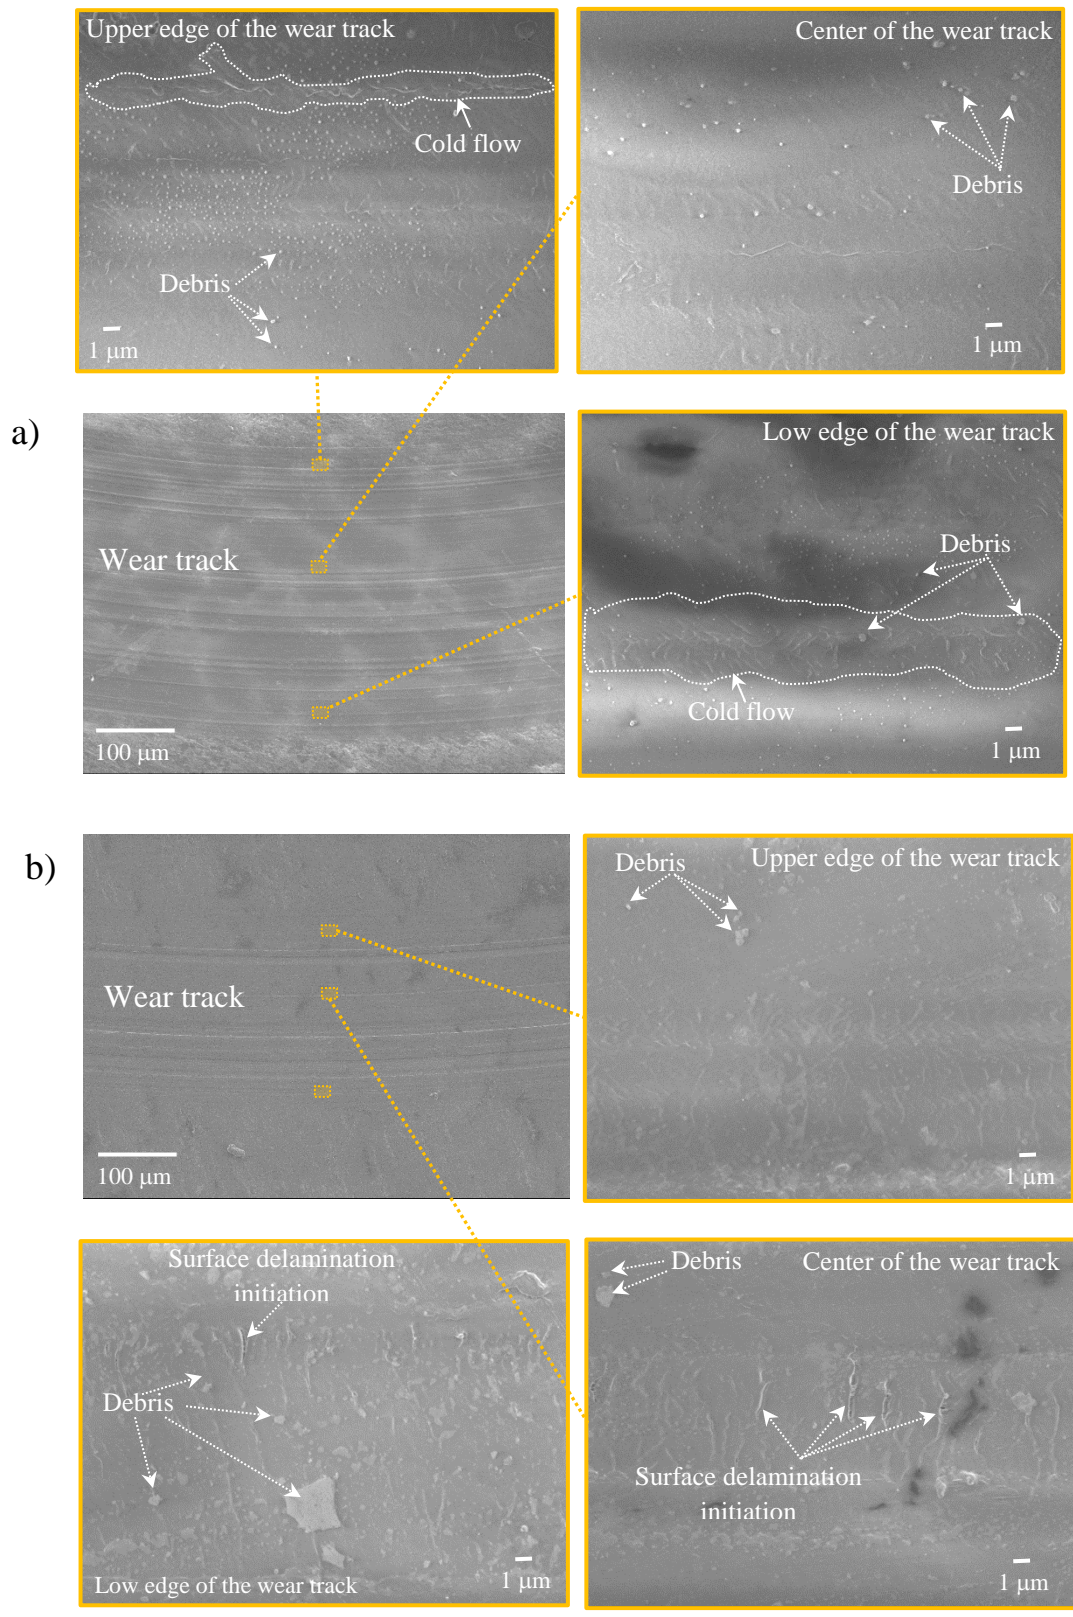 Upper edge of the wear track
Cold flow
Debris
1 μm
Center of the wear track
Debris
1 μm
a)
Wear track
100 μm
Low edge of the wear track
Debris
Cold flow
1 μm
b)
Wear track
100 μm
Debris
Upper edge of the wear track
1 μm
Surface delamination
initiation
Debris
1 μm
Low edge of the wear track
Debris
Center of the wear track
Surface delamination
initiation
1 μm